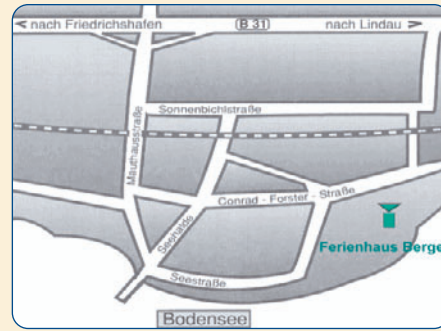 < nach Friedrichshafen
B 31
nach Lindau >
Sonnenbichlstraße
Mauthausstraße
Conrad - Forster - Straße
Seehalde
Ferienhaus Berge
Seestraße
Bodensee